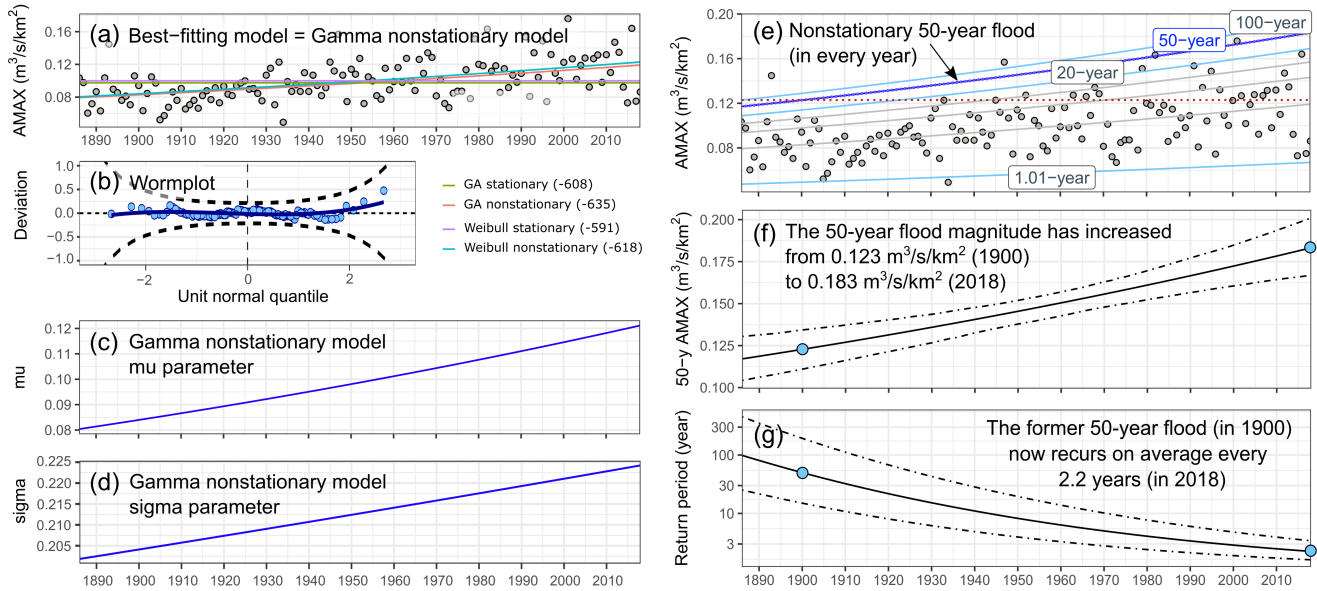 (a) Best−fitting model = Gamma nonstationary model
AMAX (m³/s/km²)
0.16
0.12
0.08
1890 1900 1910 1920 1930 1940 1950 1960 1970 1980 1990 2000 2010
(b) Wormplot
Deviation
1.0
0.5
0.0
−0.5
−1.0
−2 0 2
Unit normal quantile
GA stationary (-608)
GA nonstationary (-635)
Weibull stationary (-591)
Weibull nonstationary (-618)
(c) Gamma nonstationary model
mu parameter
mu
0.12
0.11
0.10
0.09
0.08
(d) Gamma nonstationary model
sigma parameter
sigma
0.225
0.220
0.215
0.210
0.205
1890 1900 1910 1920 1930 1940 1950 1960 1970 1980 1990 2000 2010
(e) Nonstationary 50−year flood
(in every year)
AMAX (m³/s/km²)
0.20
0.16
0.12
0.08
100−year
50−year
20−year
1.01−year
(f) The 50-year flood magnitude has increased
from 0.123 m³/s/km² (1900)
to 0.183 m³/s/km² (2018)
50−y AMAX (m³/s/km²)
0.200
0.175
0.150
0.125
0.100
(g) The former 50-year flood (in 1900)
now recurs on average every
2.2 years (in 2018)
Return period (year)
300
100
30
10
3
1890 1900 1910 1920 1930 1940 1950 1960 1970 1980 1990 2000 2010